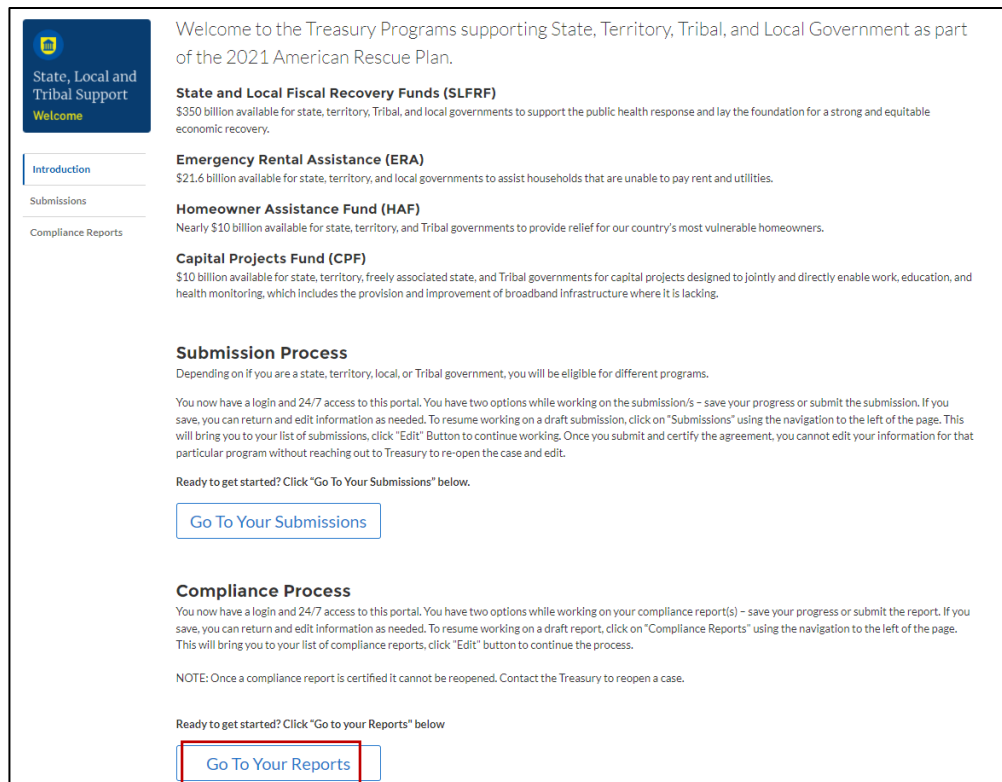 State, Local and
Tribal Support
Welcome
Introduction
Submissions
Compliance Reports
Welcome to the Treasury Programs supporting State, Territory, Tribal, and Local Government as part
of the 2021 American Rescue Plan.
State and Local Fiscal Recovery Funds (SLFRF)
$350 billion available for state, territory, Tribal, and local governments to support the public health response and lay the foundation for a strong and equitable
economic recovery.
Emergency Rental Assistance (ERA)
$21.6 billion available for state, territory, and local governments to assist households that are unable to pay rent and utilities.
Homeowner Assistance Fund (HAF)
Nearly $10 billion available for state, territory, and Tribal governments to provide relief for our country's most vulnerable homeowners.
Capital Projects Fund (CPF)
$10 billion available for state, territory, freely associated state, and Tribal governments for capital projects designed to jointly and directly enable work, education, and
health monitoring, which includes the provision and improvement of broadband infrastructure where it is lacking.
Submission Process
Depending on if you are a state, territory, local, or Tribal government, you will be eligible for different programs.
You now have a login and 24/7 access to this portal. You have two options while working on the submission/s – save your progress or submit the submission. If you
save, you can return and edit information as needed. To resume working on a draft submission, click on "Submissions" using the navigation to the left of the page. This
will bring you to your list of submissions, click "Edit" Button to continue working. Once you submit and certify the agreement, you cannot edit your information for that
particular program without reaching out to Treasury to re-open the case and edit.
Ready to get started? Click "Go To Your Submissions" below.
Go To Your Submissions
Compliance Process
You now have a login and 24/7 access to this portal. You have two options while working on your compliance report(s) – save your progress or submit the report. If you
save, you can return and edit information as needed. To resume working on a draft report, click on "Compliance Reports" using the navigation to the left of the page.
This will bring you to your list of compliance reports, click "Edit" button to continue the process.
NOTE: Once a compliance report is certified it cannot be reopened. Contact the Treasury to reopen a case.
Ready to get started? Click "Go to your Reports" below
Go To Your Reports